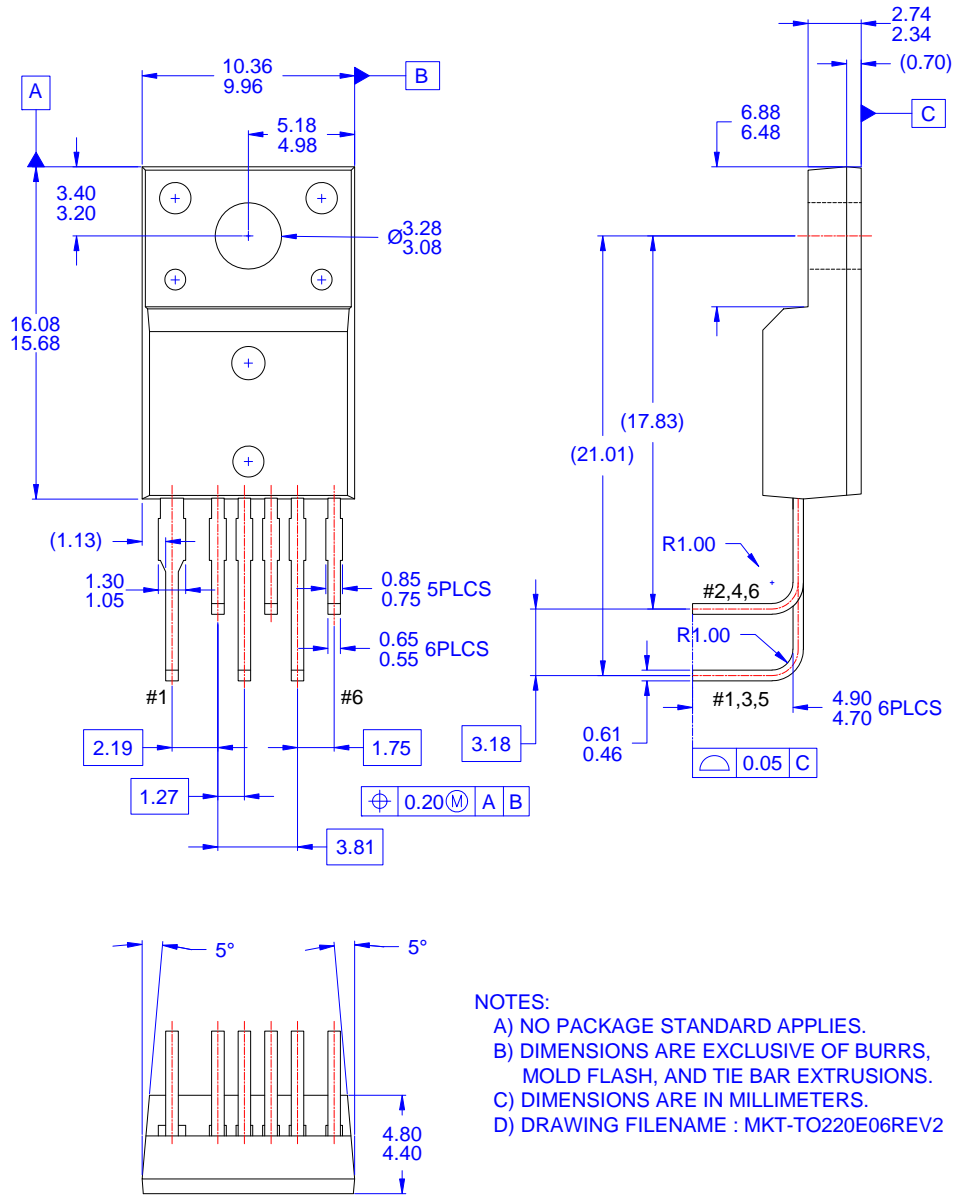 2.74
2.34
(0.70)
10.36
9.96
B
A
5.18
4.98
6.88
6.48
C
3.40
3.20
Ø3.28
3.08
16.08
15.68
(17.83)
(21.01)
(1.13)
R1.00
1.30
1.05
0.85
0.75 5PLCS
#2,4,6
0.65
0.55 6PLCS
R1.00
#1
#6
#1,3,5
4.90
4.70 6PLCS
2.19
1.75
3.18
0.61
0.46
0.05 C
1.27
⌖ 0.20Ⓜ A B
3.81
5°
5°
4.80
4.40
NOTES:
A) NO PACKAGE STANDARD APPLIES.
B) DIMENSIONS ARE EXCLUSIVE OF BURRS,
MOLD FLASH, AND TIE BAR EXTRUSIONS.
C) DIMENSIONS ARE IN MILLIMETERS.
D) DRAWING FILENAME : MKT-TO220E06REV2